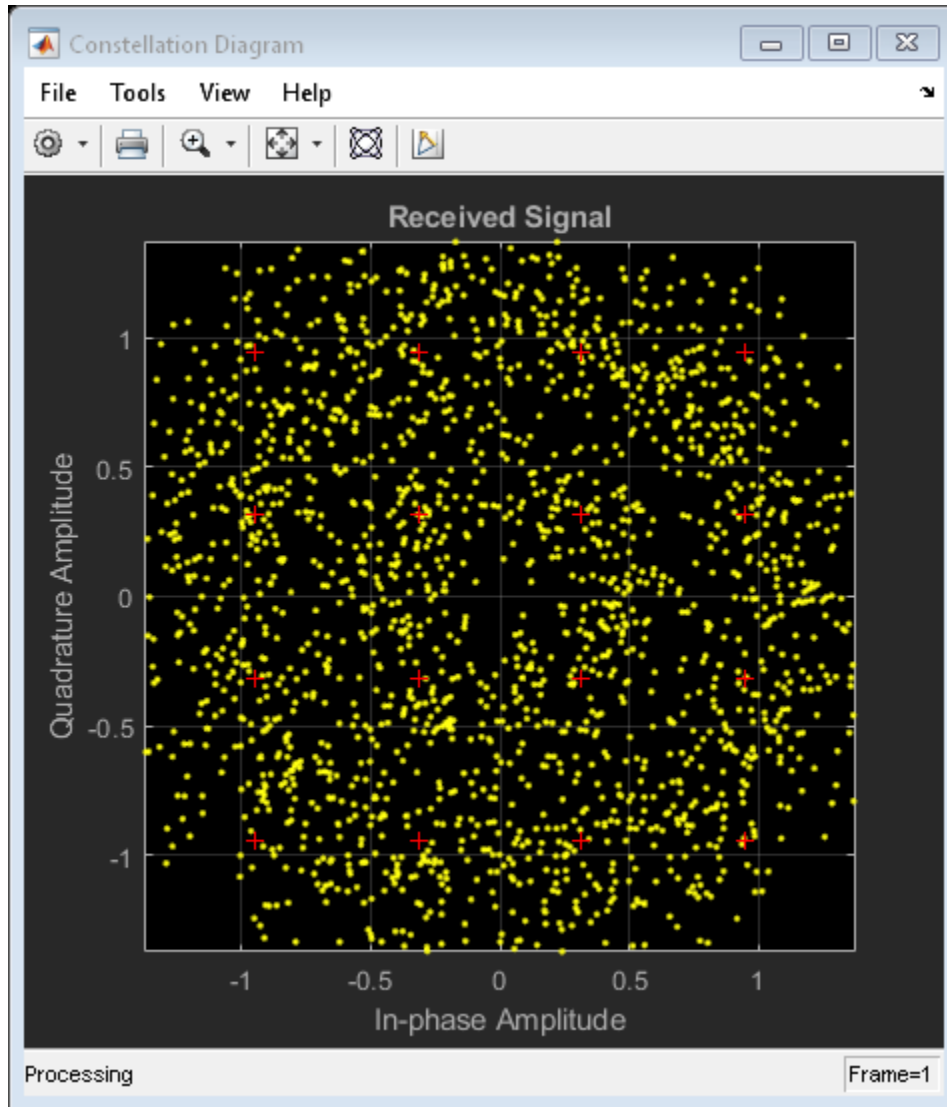 Constellation Diagram
File Tools View Help
Received Signal
Quadrature Amplitude
1
0.5
0
-0.5
-1
-1 -0.5 0 0.5 1
In-phase Amplitude
Processing Frame=1